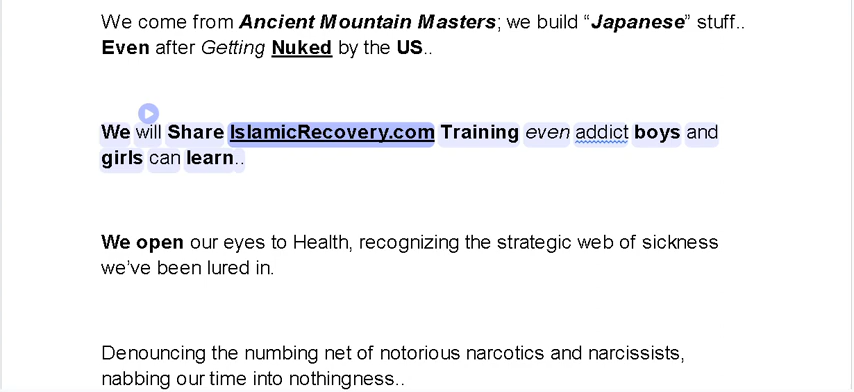 We come from Ancient Mountain Masters; we build “Japanese” stuff..
Even after Getting Nuked by the US..
We will Share IslamicRecovery.com Training even addict boys and
girls can learn..
We open our eyes to Health, recognizing the strategic web of sickness
we’ve been lured in.
Denouncing the numbing net of notorious narcotics and narcissists,
nabbing our time into nothingness..